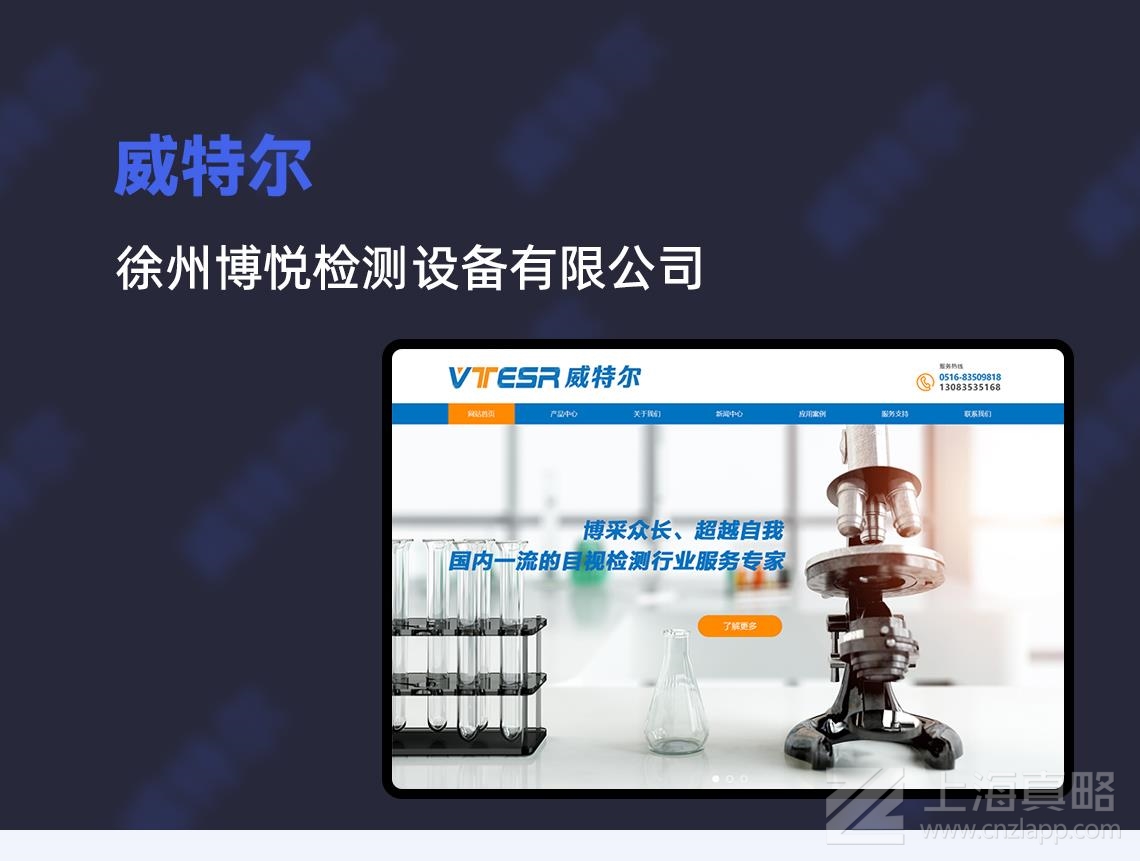 威特尔
徐州博悦检测设备有限公司
VTESR 威特尔
服务热线
0516-83509818
13083535168
网站首页 产品中心 关于我们 新闻中心 应用案例 服务支持 联系我们
博采众长、超越自我
国内一流的目视检测行业服务专家
了解更多
上海真略
www.cnzlapp.com